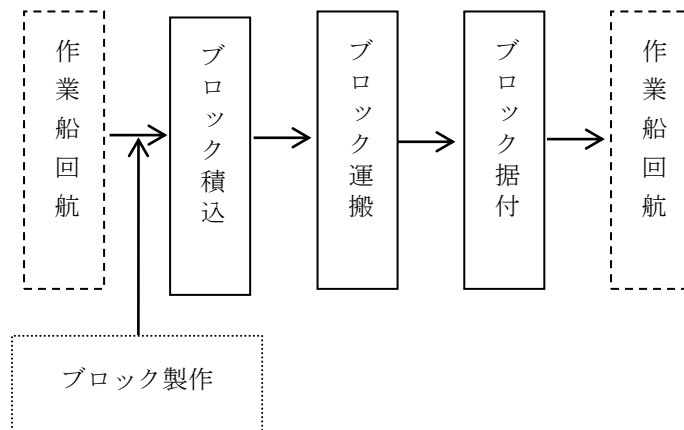 作業船回航
ブロック積込
ブロック運搬
ブロック据付
作業船回航
ブロック製作